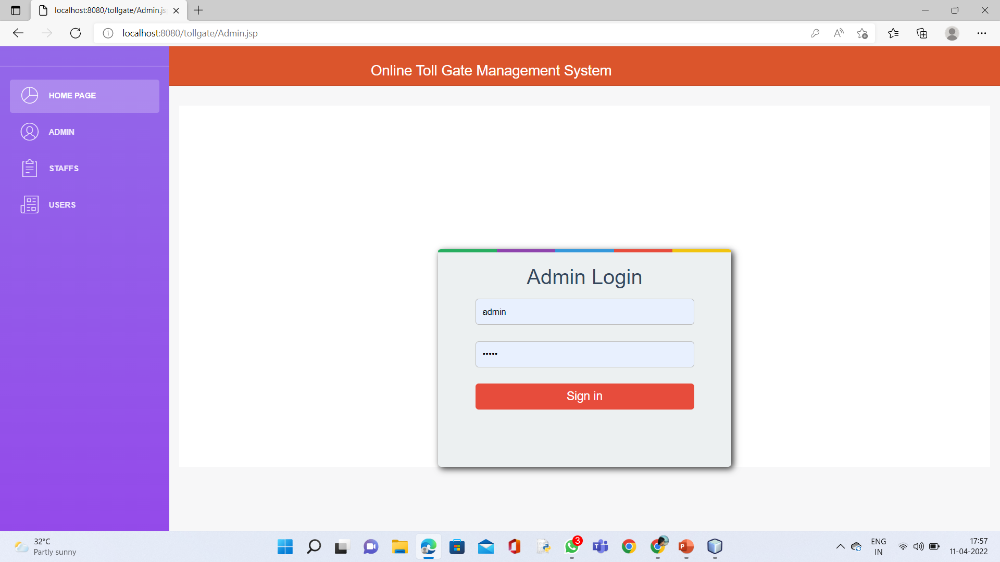 localhost:8080/tollgate/Admin.js
localhost:8080/tollgate/Admin.jsp
Online Toll Gate Management System
HOME PAGE
ADMIN
STAFFS
USERS
Admin Login
admin
•••••
Sign in
32°C
Partly sunny
3
ENG
IN
17:57
11-04-2022